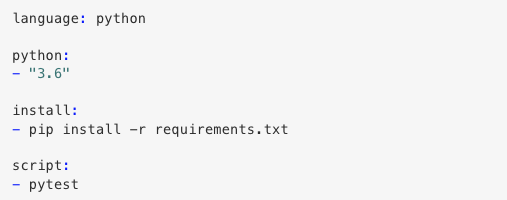 language: python
python:
- "3.6"
install:
- pip install -r requirements.txt
script:
- pytest